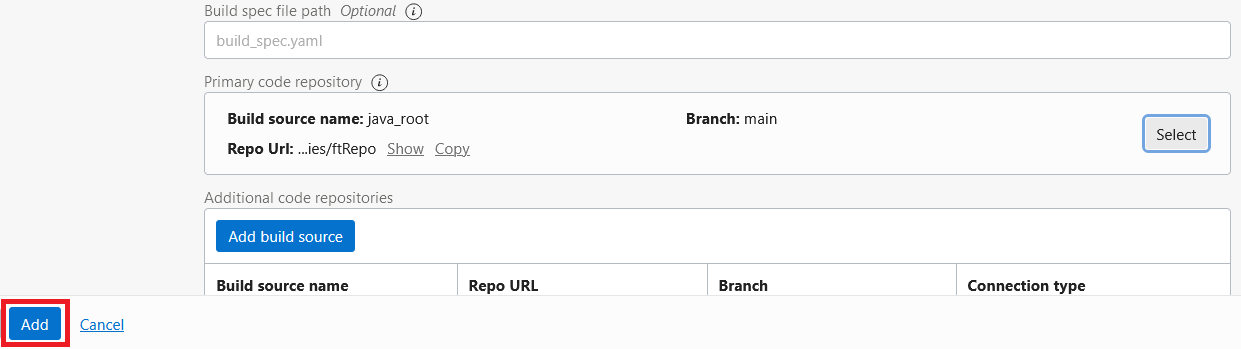 Build spec file path Optional i
build_spec.yaml
Primary code repository i
Build source name: java_root Branch: main
Select
Repo Url: ...ies/ftRepo Show Copy
Additional code repositories
Add build source
Build source name Repo URL Branch Connection type
Add Cancel